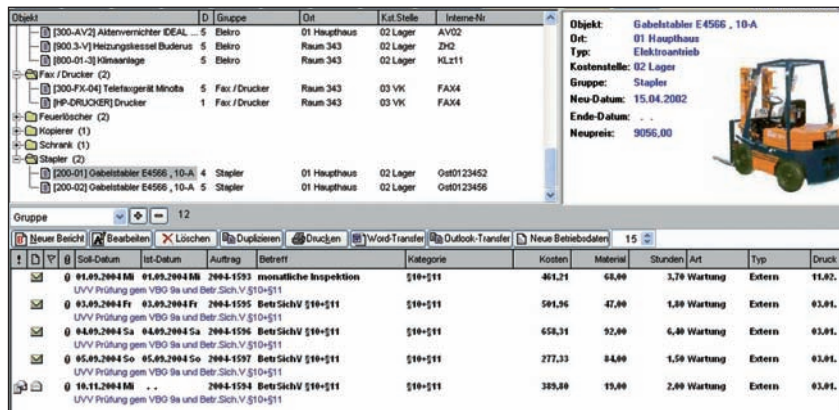 Objekt D Gruppe Ort Kst.Stelle Interne-Nr
[300-AV2] Aktenvernichter IDEAL ... 5 Elekro 01 Haupthaus 02 Lager AV02
[900.3-V] Heizungskessel Buderus 5 Elekro Raum 343 02 Lager ZH2
[800-01-3] Klimaanlage 5 Elekro Raum 343 02 Lager KLz11
Fax / Drucker (2)
[300-FX-04] Telefaxgerät Minolta 5 Fax / Drucker Raum 343 03 VK FAX4
[HP-DRUCKER] Drucker 1 Fax / Drucker Raum 343 03 VK FAX4
Feuerlöscher (2)
Kopierer (1)
Schrank (1)
Stapler (2)
[200-01] Gabelstabler E4566 , 10-A 4 Stapler 01 Haupthaus 02 Lager Gst0123452
[200-02] Gabelstabler E4566 , 10-A 5 Stapler 01 Haupthaus 02 Lager Gst0123456
Objekt: Gabelstabler E4566 , 10-A
Ort: 01 Haupthaus
Typ: Elektroantrieb
Kostenstelle: 02 Lager
Gruppe: Stapler
Neu-Datum: 15.04.2002
Ende-Datum: . .
Neupreis: 9056,00
Gruppe 12
Neuer Bericht Bearbeiten Löschen Duplizieren Drucken Word-Transfer Outlook-Transfer Neue Betriebsdaten 15
! Soll-Datum Ist-Datum Auftrag Betreff Kategorie Kosten Material Stunden Art Typ Druck
01.09.2004 Mi 01.09.2004 Mi 2004-1593 monatliche Inspektion §10+§11 461,21 68,00 3,70 Wartung Extern 11.02.
UVV Prüfung gem VBG 9a und Betr.Sich.V.§10+§11
03.09.2004 Fr 03.09.2004 Fr 2004-1595 BetrSichV §10+§11 §10+§11 501,96 47,00 1,80 Wartung Extern 03.01.
UVV Prüfung gem VBG 9a und Betr.Sich.V.§10+§11
04.09.2004 Sa 04.09.2004 Sa 2004-1596 BetrSichV §10+§11 §10+§11 658,31 92,00 6,40 Wartung Extern 03.01.
UVV Prüfung gem VBG 9a und Betr.Sich.V.§10+§11
05.09.2004 So 05.09.2004 So 2004-1597 BetrSichV §10+§11 §10+§11 277,33 84,00 1,50 Wartung Extern 03.01.
UVV Prüfung gem VBG 9a und Betr.Sich.V.§10+§11
10.11.2004 Mi . . 2004-1594 BetrSichV §10+§11 §10+§11 389,80 19,00 2,00 Wartung Extern 03.01.
UVV Prüfung gem VBG 9a und Betr.Sich.V.§10+§11